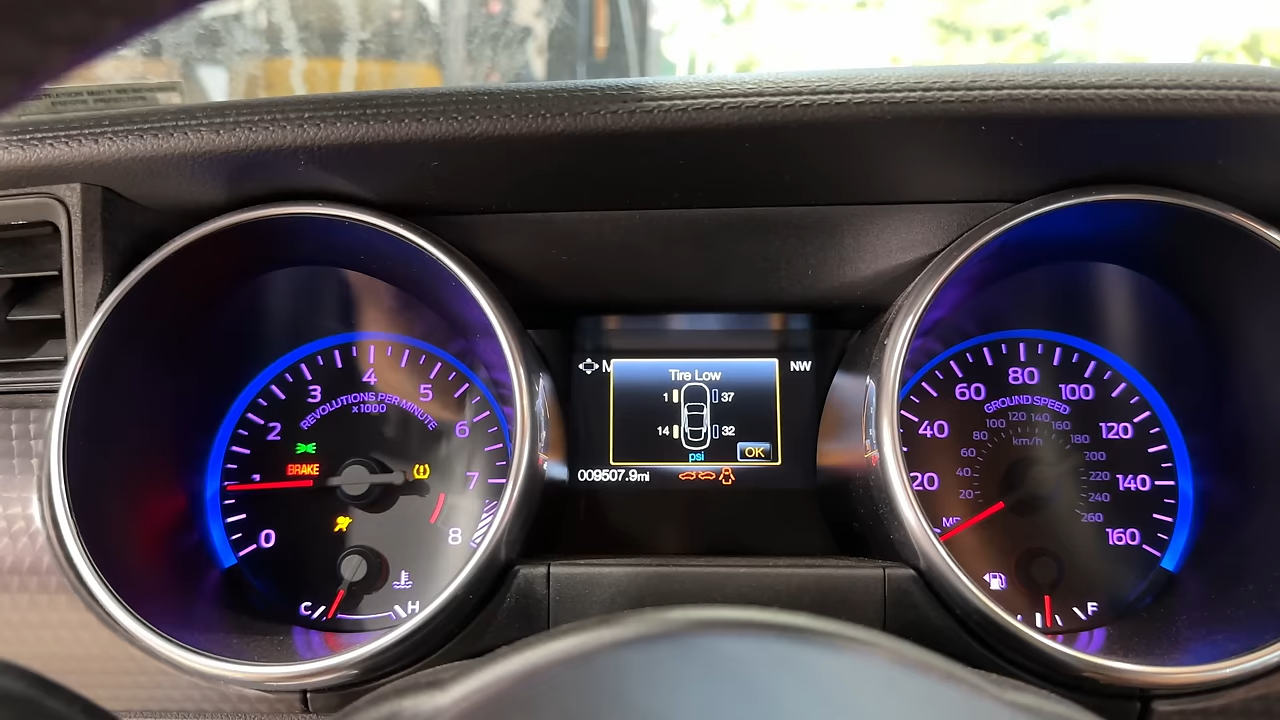 4
3
5
REVOLUTIONS PER MINUTE
x1000
2
6
BRAKE
7
0
8
C
H
M
NW
Tire Low
1
37
14
32
psi
OK
009507.9mi
80
60
100
GROUND SPEED
120
140
100
160
40
80
km/h
180
120
60
200
20
40
220
140
20
240
260
160
F